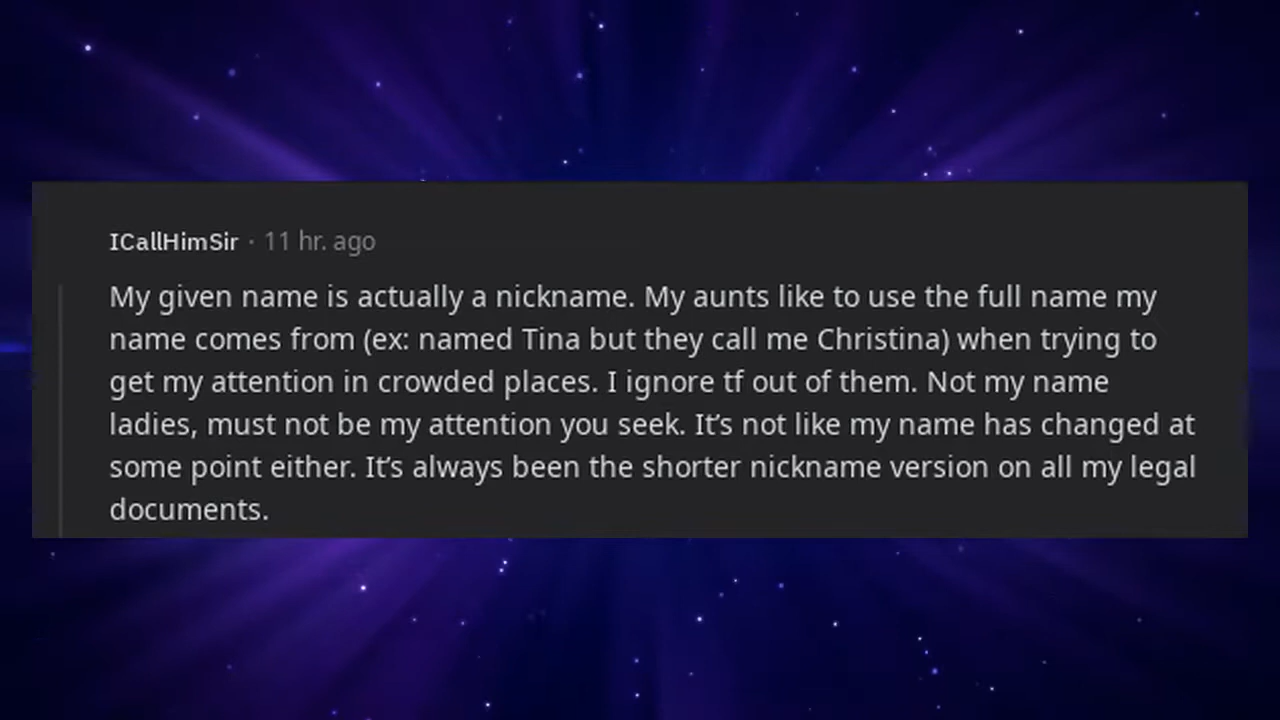 ICallHimSir · 11 hr. ago
My given name is actually a nickname. My aunts like to use the full name my
name comes from (ex: named Tina but they call me Christina) when trying to
get my attention in crowded places. I ignore tf out of them. Not my name
ladies, must not be my attention you seek. It’s not like my name has changed at
some point either. It’s always been the shorter nickname version on all my legal
documents.